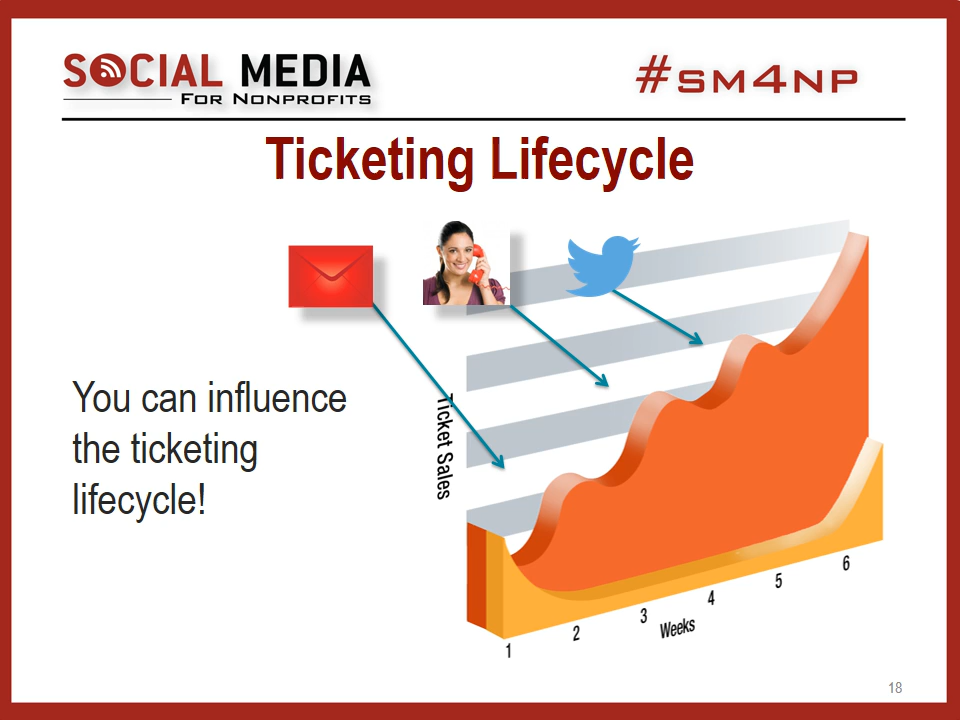 SOCIAL MEDIA
FOR NONPROFITS
#SM4NP
Ticketing Lifecycle
You can influence
the ticketing
lifecycle!
Ticket Sales
1
2
3
4
5
6
Weeks
18